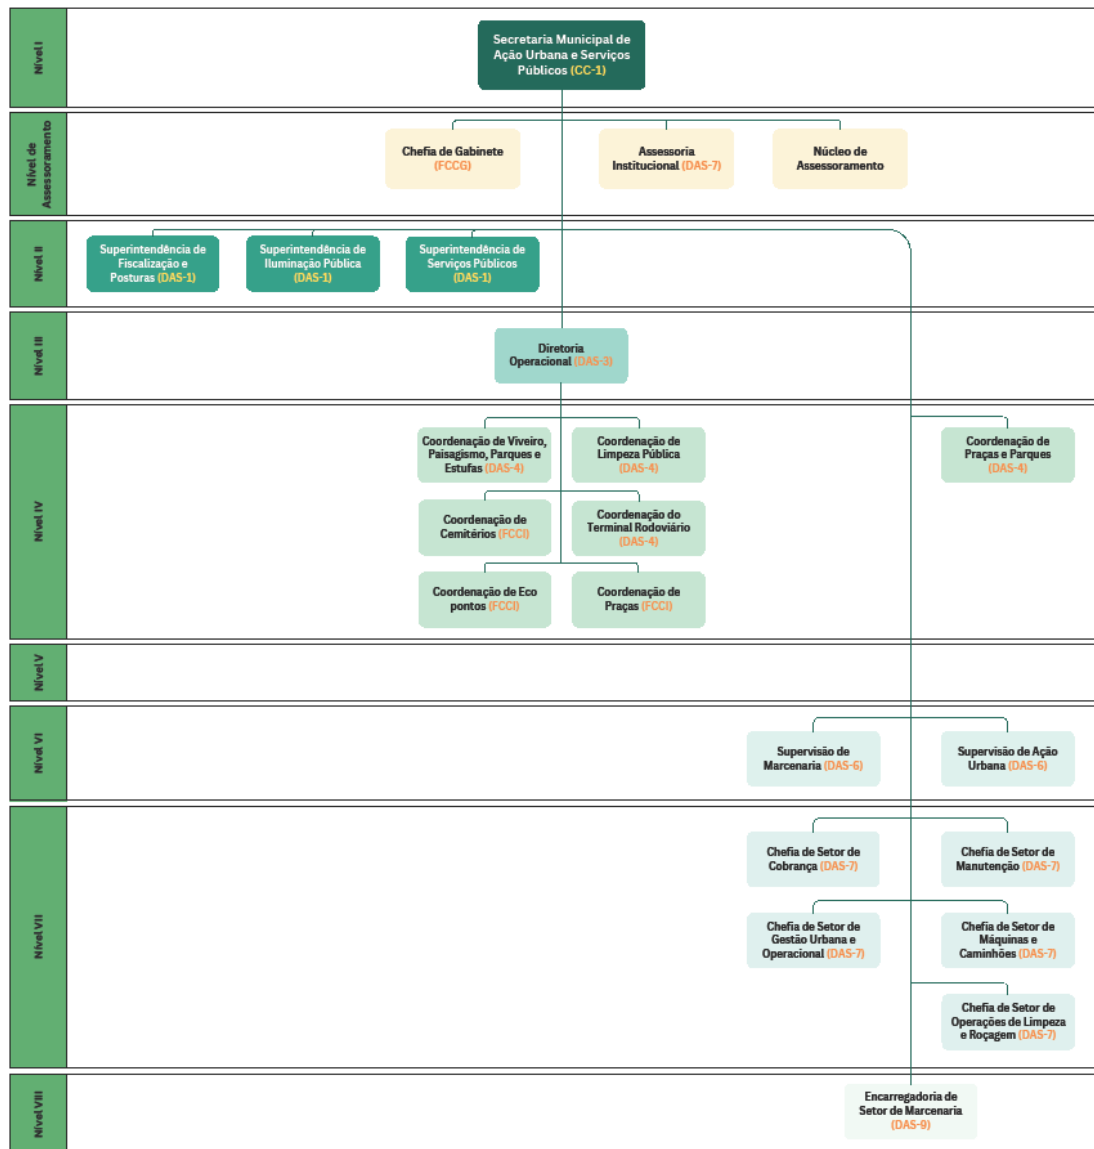 Nível I
Secretaria Municipal de
Ação Urbana e Serviços
Públicos (CC-1)
Nível de
Assessoramento
Chefia de Gabinete
(FCCG)
Assessoria
Institucional (DAS-7)
Núcleo de
Assessoramento
Nível II
Superintendência de
Fiscalização e
Posturas (DAS-1)
Superintendência de
Iluminação Pública
(DAS-1)
Superintendência de
Serviços Públicos
(DAS-1)
Nível III
Diretoria
Operacional (DAS-3)
Nível IV
Coordenação de Viveiro,
Paisagismo, Parques e
Estufas (DAS-4)
Coordenação de
Limpeza Pública
(DAS-4)
Coordenação de
Praças e Parques
(DAS-4)
Coordenação de
Cemitérios (FCCI)
Coordenação do
Terminal Rodoviário
(DAS-4)
Coordenação de Eco
pontos (FCCI)
Coordenação de
Praças (FCCI)
Nível V
Nível VI
Supervisão de
Marcenaria (DAS-6)
Supervisão de Ação
Urbana (DAS-6)
Nível VII
Chefia de Setor de
Cobrança (DAS-7)
Chefia de Setor de
Manutenção (DAS-7)
Chefia de Setor de
Gestão Urbana e
Operacional (DAS-7)
Chefia de Setor de
Máquinas e
Caminhões (DAS-7)
Chefia de Setor de
Operações de Limpeza
e Roçagem (DAS-7)
Nível VIII
Encarregadoria de
Setor de Marcenaria
(DAS-9)